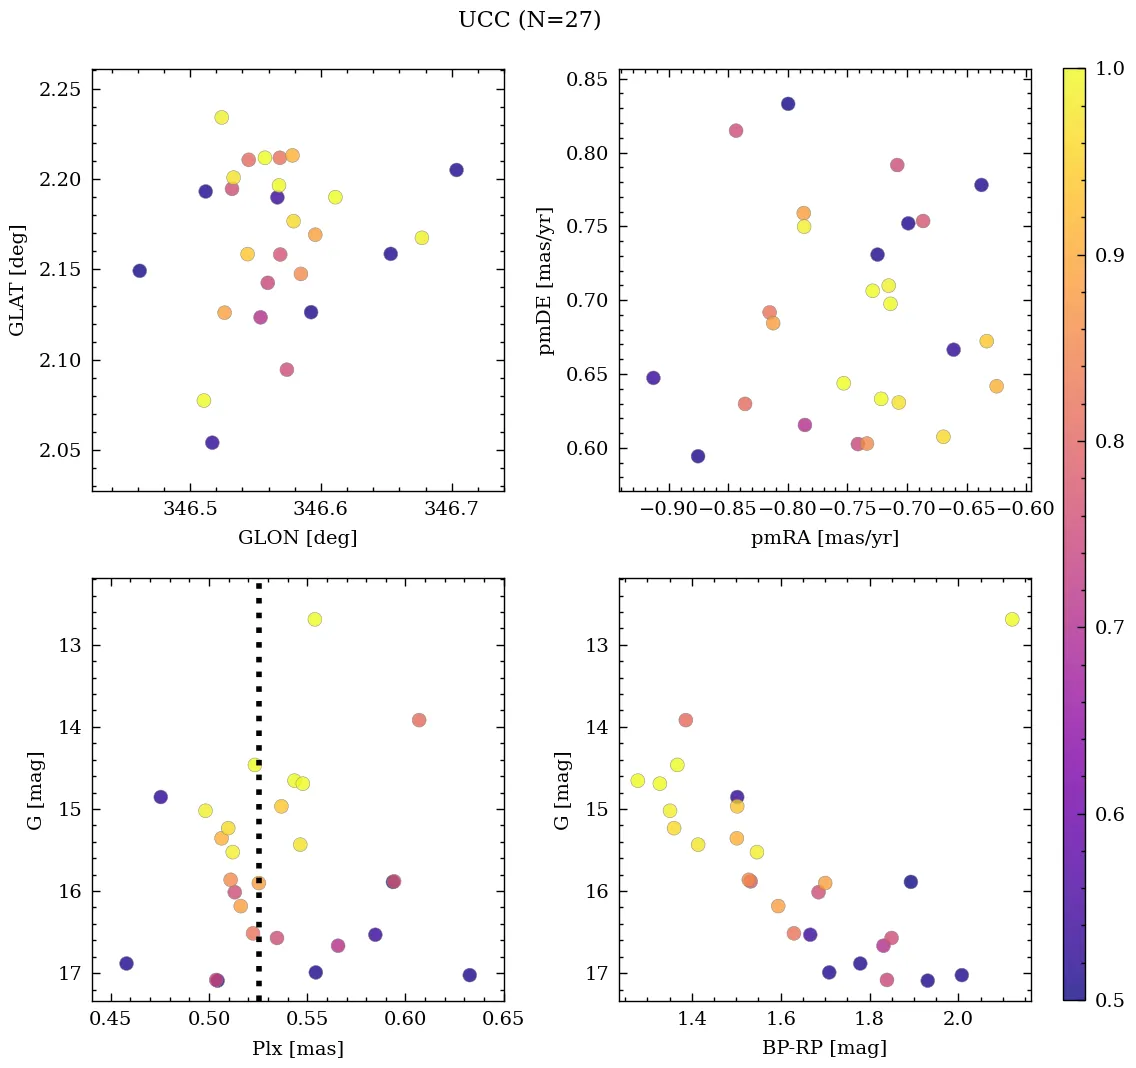 UCC (N=27)
2.25
2.20
2.15
2.10
2.05
GLAT [deg]
346.5 346.6 346.7
GLON [deg]
0.85
0.80
0.75
0.70
0.65
0.60
pmDE [mas/yr]
−0.90 −0.85 −0.80 −0.75 −0.70 −0.65 −0.60
pmRA [mas/yr]
13
14
15
16
17
G [mag]
0.45 0.50 0.55 0.60 0.65
Plx [mas]
13
14
15
16
17
G [mag]
1.4 1.6 1.8 2.0
BP-RP [mag]
1.0
0.9
0.8
0.7
0.6
0.5